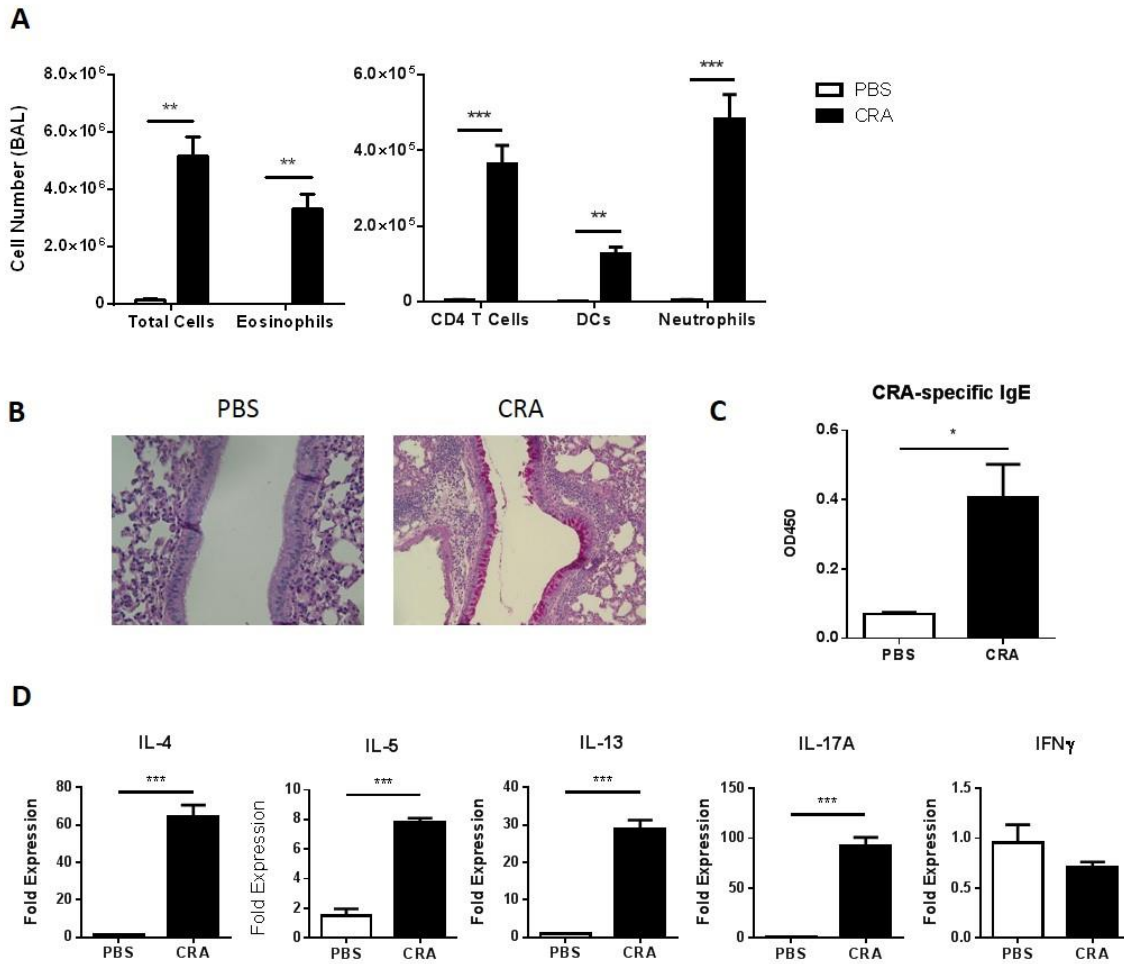 A
8.0×10⁶
6.0×10⁶
4.0×10⁶
2.0×10⁶
0
Cell Number (BAL)
**
**
Total Cells Eosinophils
6.0×10⁵
4.0×10⁵
2.0×10⁵
0
***
**
***
CD4 T Cells DCs Neutrophils
PBS
CRA
B
PBS CRA
C
CRA-specific IgE
0.6
0.4
0.2
0.0
OD450
*
PBS CRA
D
IL-4
80
60
40
20
0
Fold Expression
***
PBS CRA
IL-5
8
6
4
2
0
Fold Expression
***
PBS CRA
IL-13
40
30
20
10
0
Fold Expression
***
PBS CRA
IL-17A
150
100
50
0
Fold Expression
***
PBS CRA
IFNγ
1.5
1.0
0.5
0.0
Fold Expression
PBS CRA